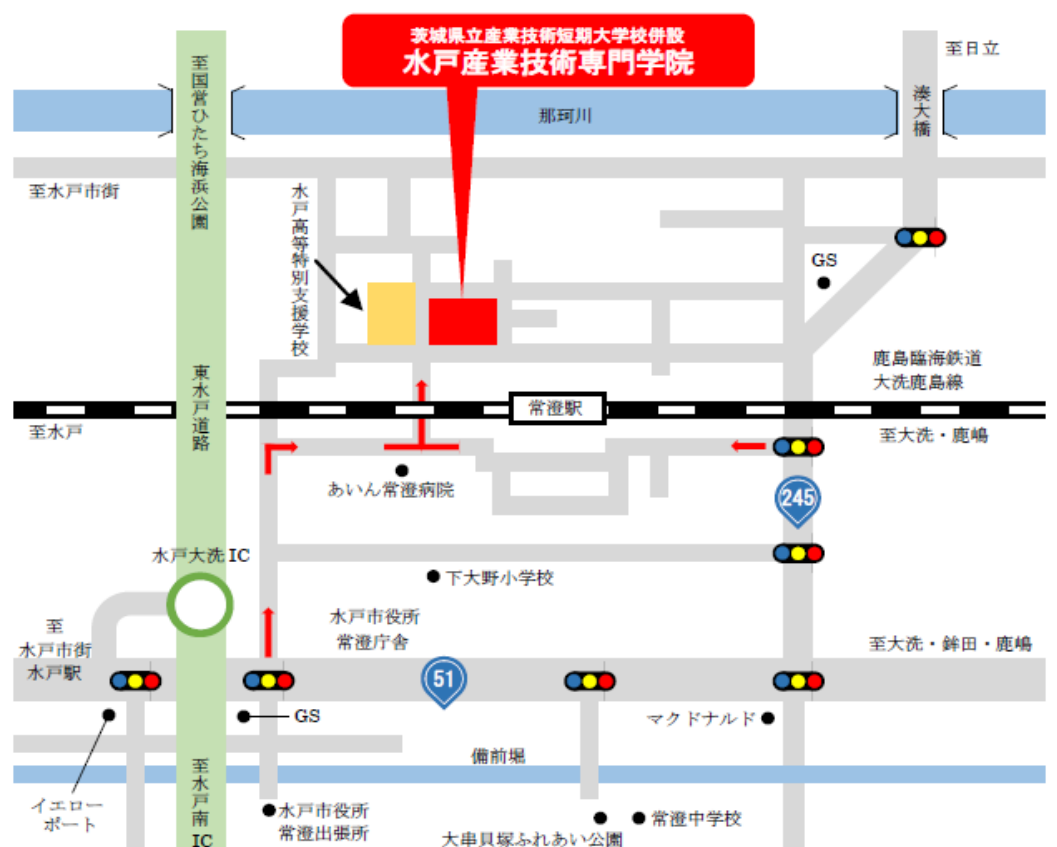 茨城県立産業技術短期大学校併設
水戸産業技術専門学院
至日立
至国営ひたち海浜公園
那珂川
湊大橋
至水戸市街
水戸高等特別支援学校
GS
東水戸道路
鹿島臨海鉄道
大洗鹿島線
常澄駅
至水戸
至大洗・鹿嶋
あいん常澄病院
245
水戸大洗IC
下大野小学校
至
水戸市街
水戸駅
水戸市役所
常澄庁舎
至大洗・鉾田・鹿嶋
51
GS
マクドナルド
備前堀
至水戸南IC
イエロー
ポート
水戸市役所
常澄出張所
常澄中学校
大串貝塚ふれあい公園